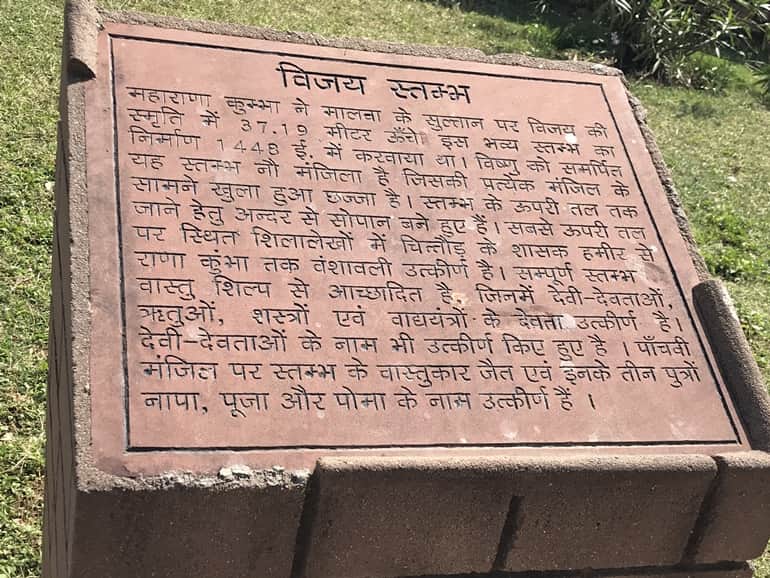 विजय स्तम्भ
महाराणा कुम्भा ने मालवा के सुल्तान पर विजय की
स्मृति में 37.19 मीटर ऊँचे इस भव्य स्तम्भ का
निर्माण 1448 ई. में करवाया था। विष्णु को समर्पित
यह स्तम्भ नौ मंजिला है जिसकी प्रत्येक मंजिल के
सामने खुला हुआ छज्जा है। स्तम्भ के ऊपरी तल तक
जाने हेतु अन्दर से सोपान बने हुए हैं। सबसे ऊपरी तल
पर स्थित शिलालेखों में चित्तौड़ के शासक हमीर से
राणा कुंभा तक वंशावली उत्कीर्ण है। सम्पूर्ण स्तम्भ
वास्तु शिल्प से आच्छादित है, जिनमें देवी-देवताओं,
ऋतुओं, शस्त्रों एवं वाद्ययंत्रों के देवता उत्कीर्ण है।
देवी-देवताओं के नाम भी उत्कीर्ण किए हुए है । पाँचवी
मंजिल पर स्तम्भ के वास्तुकार जैत एवं इनके तीन पुत्रों
नापा, पूजा और पोमा के नाम उत्कीर्ण हैं ।